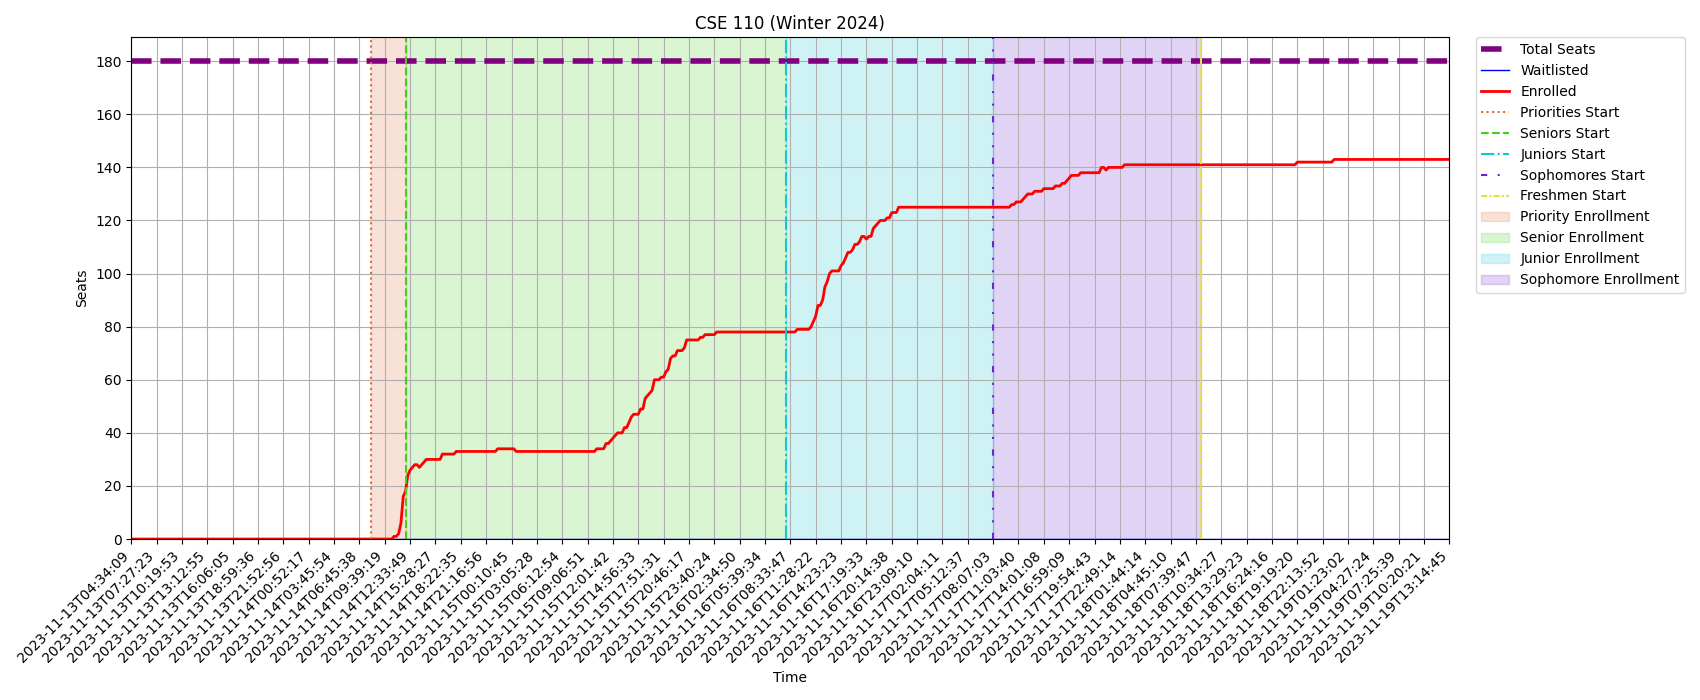 CSE 110 (Winter 2024)
Total Seats
Waitlisted
Enrolled
Priorities Start
Seniors Start
Juniors Start
Sophomores Start
Freshmen Start
Priority Enrollment
Senior Enrollment
Junior Enrollment
Sophomore Enrollment
Seats
180
160
140
120
100
80
60
40
20
0
2023-11-13T04:34:09
2023-11-13T07:27:23
2023-11-13T10:19:53
2023-11-13T13:12:55
2023-11-13T16:06:05
2023-11-13T18:59:36
2023-11-13T21:52:56
2023-11-14T00:52:17
2023-11-14T03:45:54
2023-11-14T06:45:38
2023-11-14T09:39:19
2023-11-14T12:33:49
2023-11-14T15:28:27
2023-11-14T18:22:35
2023-11-14T21:16:56
2023-11-15T00:10:45
2023-11-15T03:05:28
2023-11-15T06:12:54
2023-11-15T09:06:51
2023-11-15T12:01:42
2023-11-15T14:56:33
2023-11-15T17:51:31
2023-11-15T20:46:17
2023-11-15T23:40:24
2023-11-16T02:34:50
2023-11-16T05:39:34
2023-11-16T08:33:47
2023-11-16T11:28:22
2023-11-16T14:23:23
2023-11-16T17:19:33
2023-11-16T20:14:38
2023-11-16T23:09:10
2023-11-17T02:04:11
2023-11-17T05:12:37
2023-11-17T08:07:03
2023-11-17T11:03:40
2023-11-17T14:01:08
2023-11-17T16:59:09
2023-11-17T19:54:43
2023-11-17T22:49:14
2023-11-18T01:44:14
2023-11-18T04:45:10
2023-11-18T07:39:47
2023-11-18T10:34:27
2023-11-18T13:29:23
2023-11-18T16:24:16
2023-11-18T19:19:20
2023-11-18T22:13:52
2023-11-19T01:23:02
2023-11-19T04:27:24
2023-11-19T07:25:39
2023-11-19T10:20:21
2023-11-19T13:14:45
Time